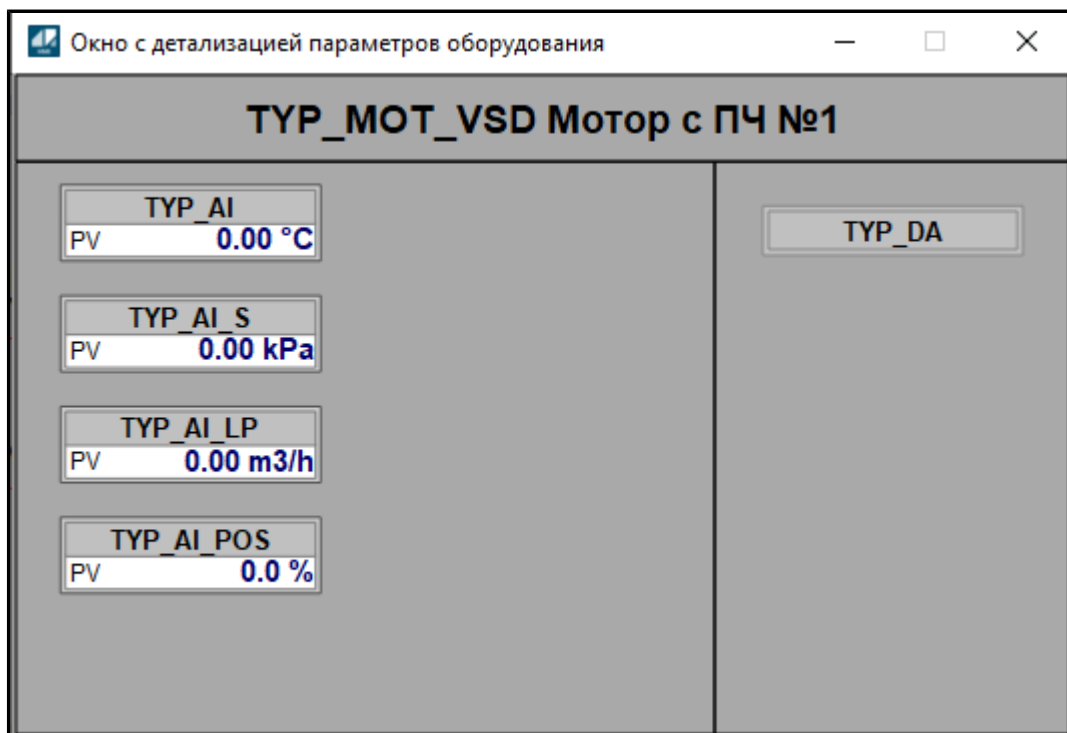 Окно с детализацией параметров оборудования
TYP_MOT_VSD Мотор с ПЧ №1
TYP_AI
PV 0.00 °C
TYP_AI_S
PV 0.00 kPa
TYP_AI_LP
PV 0.00 m3/h
TYP_AI_POS
PV 0.0 %
TYP_DA